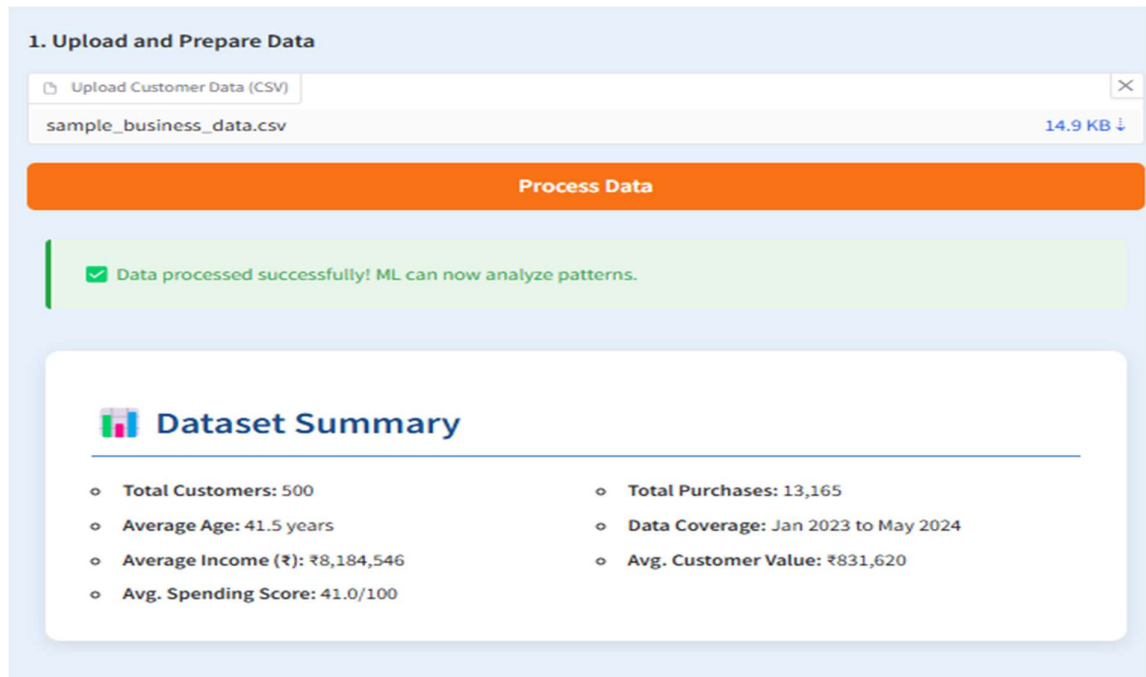 1. Upload and Prepare Data
Upload Customer Data (CSV)
sample_business_data.csv 14.9 KB ↓
Process Data
Data processed successfully! ML can now analyze patterns.
Dataset Summary
Total Customers: 500
Average Age: 41.5 years
Average Income (₹): ₹8,184,546
Avg. Spending Score: 41.0/100
Total Purchases: 13,165
Data Coverage: Jan 2023 to May 2024
Avg. Customer Value: ₹831,620